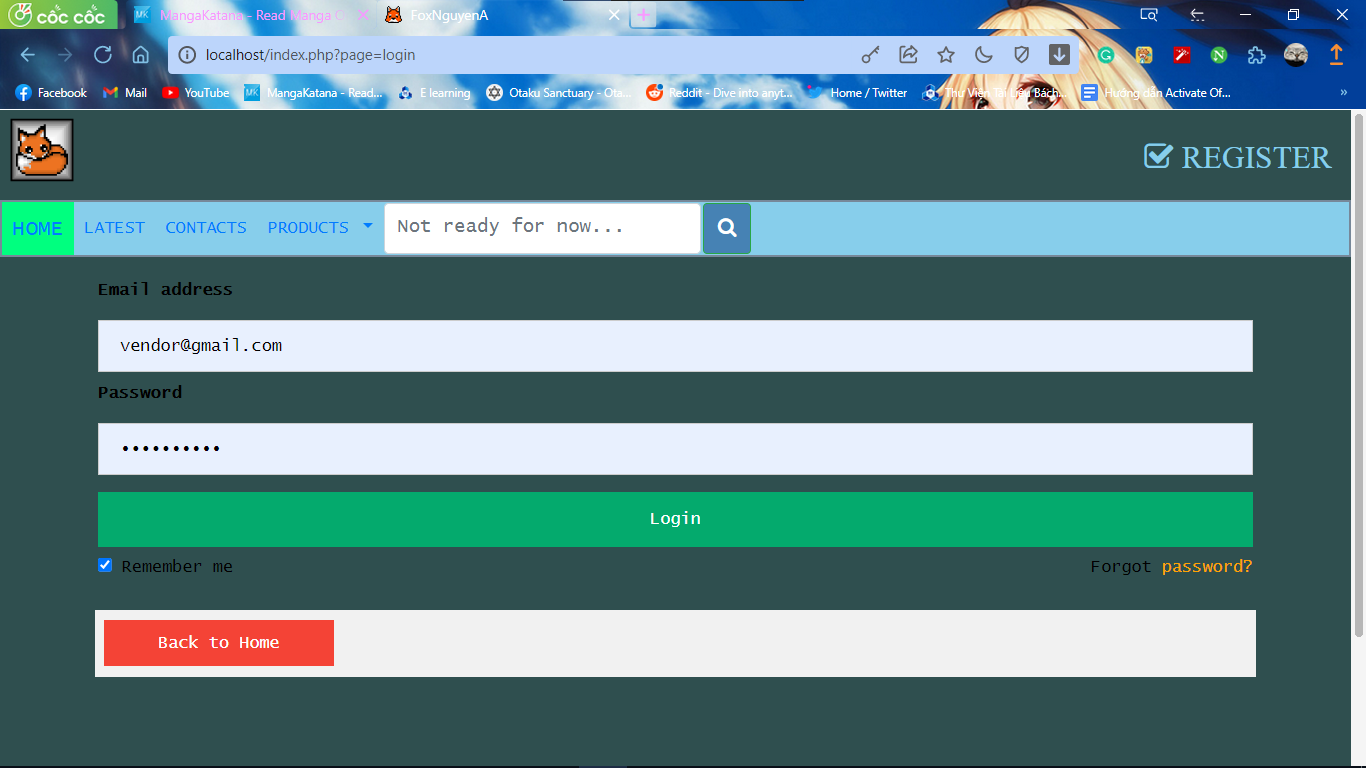 cốc cốc
MangaKatana - Read Manga O
FoxNguyenA
localhost/index.php?page=login
Facebook
Mail
YouTube
MangaKatana - Read...
E learning
Otaku Sanctuary - Ota...
Reddit - Dive into anyt...
Home / Twitter
Thư Viện Tài Liệu Bách...
Hướng dẫn Activate Of...
REGISTER
HOME
LATEST
CONTACTS
PRODUCTS
Not ready for now...
Email address
vendor@gmail.com
Password
••••••••••
Login
Remember me
Forgot password?
Back to Home